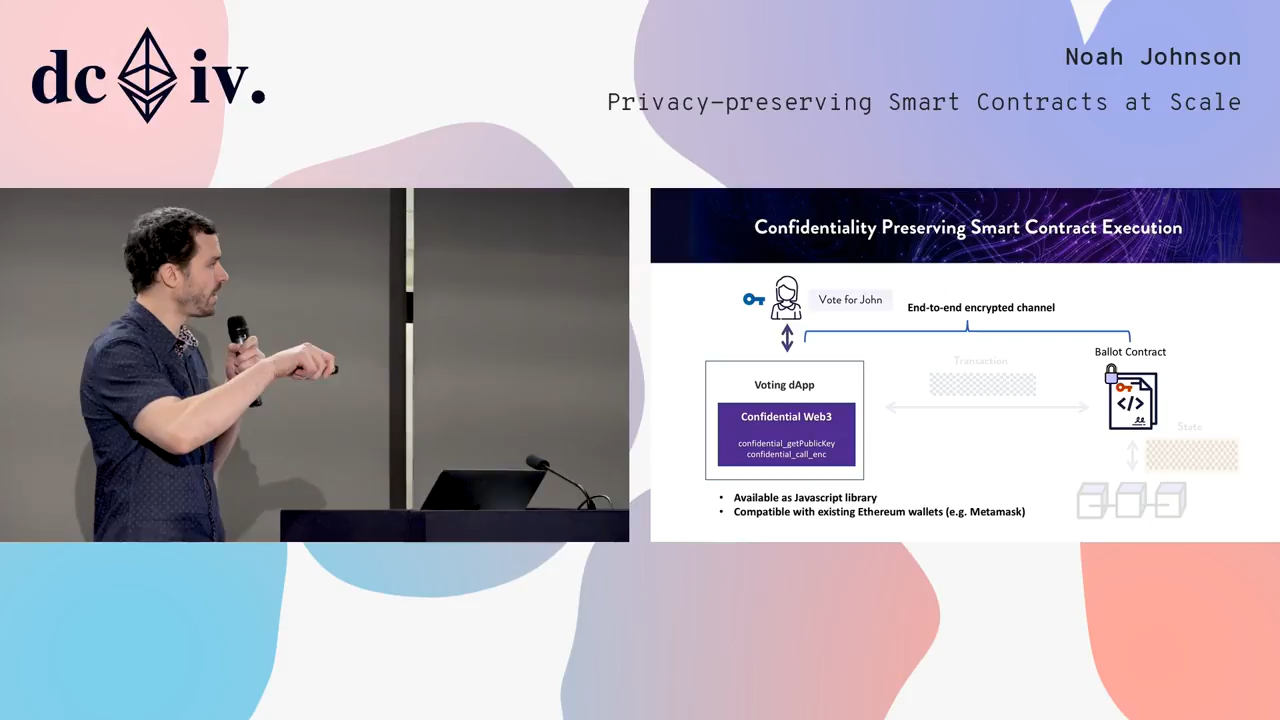 dc iv.
Noah Johnson
Privacy-preserving Smart Contracts at Scale
Confidentiality Preserving Smart Contract Execution
Vote for John
End-to-end encrypted channel
Ballot Contract
Transaction
Voting dApp
Confidential Web3
confidential_getPublicKey
confidential_call_enc
</>
State
• Available as Javascript library
• Compatible with existing Ethereum wallets (e.g. Metamask)